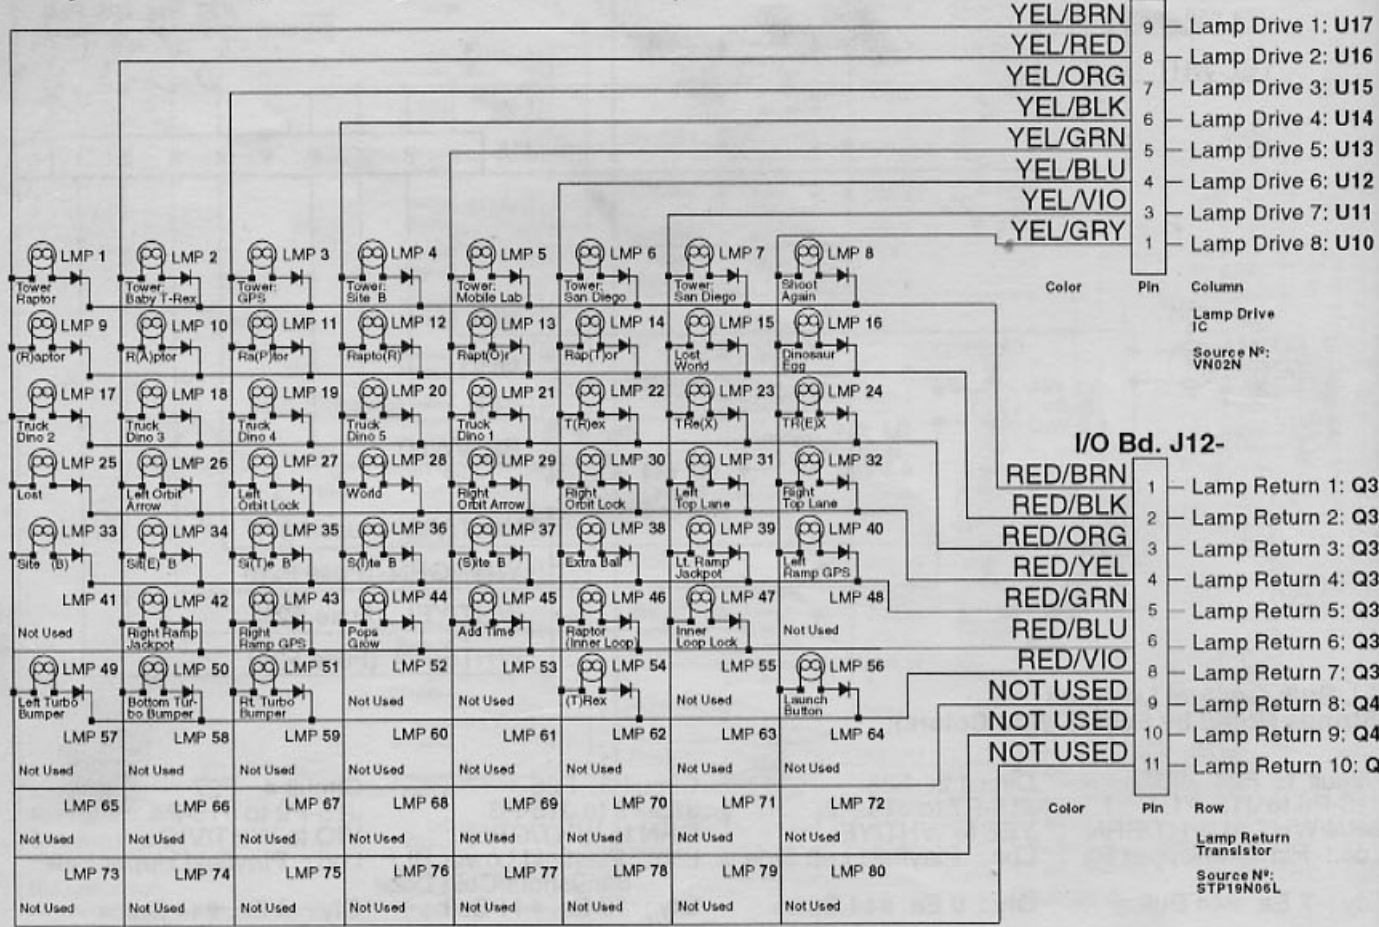 YEL/BRN 9 Lamp Drive 1: U17
YEL/RED 8 Lamp Drive 2: U16
YEL/ORG 7 Lamp Drive 3: U15
YEL/BLK 6 Lamp Drive 4: U14
YEL/GRN 5 Lamp Drive 5: U13
YEL/BLU 4 Lamp Drive 6: U12
YEL/VIO 3 Lamp Drive 7: U11
YEL/GRY 1 Lamp Drive 8: U10
Color Pin Column
Lamp Drive
IC
Source Nº:
VN02N
LMP 1 LMP 2 LMP 3 LMP 4 LMP 5 LMP 6 LMP 7 LMP 8
Tower Tower: Tower: Tower: Tower: Tower: Tower: Shoot
Raptor Baby T-Rex GPS Site B Mobile Lab San Diego San Diego Again
LMP 9 LMP 10 LMP 11 LMP 12 LMP 13 LMP 14 LMP 15 LMP 16
(R)aptor R(A)ptor Ra(P)tor Rapto(R) Rapt(O)r Rap(T)or Lost Dinosaur
World Egg
LMP 17 LMP 18 LMP 19 LMP 20 LMP 21 LMP 22 LMP 23 LMP 24
Truck Truck Truck Truck Truck T(R)ex TRe(X) TR(E)X
Dino 2 Dino 3 Dino 4 Dino 5 Dino 1
LMP 25 LMP 26 LMP 27 LMP 28 LMP 29 LMP 30 LMP 31 LMP 32
Lost Left Orbit Left World Right Right Left Right
Arrow Orbit Lock Orbit Arrow Orbit Lock Top Lane Top Lane
LMP 33 LMP 34 LMP 35 LMP 36 LMP 37 LMP 38 LMP 39 LMP 40
Site (B) Sit(E) B Si(T)e B S(I)te B (S)ite B Extra Ball Lt. Ramp Left
Jackpot Ramp GPS
LMP 41 LMP 42 LMP 43 LMP 44 LMP 45 LMP 46 LMP 47 LMP 48
Not Used Right Ramp Right Pops Add Time Raptor Inner Not Used
Jackpot Ramp GPS Grow (Inner Loop) Loop Lock
LMP 49 LMP 50 LMP 51 LMP 52 LMP 53 LMP 54 LMP 55 LMP 56
Left Turbo Bottom Tur- Rt. Turbo Not Used Not Used (T)Rex Not Used Launch
Bumper bo Bumper Bumper Button
LMP 57 LMP 58 LMP 59 LMP 60 LMP 61 LMP 62 LMP 63 LMP 64
Not Used Not Used Not Used Not Used Not Used Not Used Not Used Not Used
LMP 65 LMP 66 LMP 67 LMP 68 LMP 69 LMP 70 LMP 71 LMP 72
Not Used Not Used Not Used Not Used Not Used Not Used Not Used Not Used
LMP 73 LMP 74 LMP 75 LMP 76 LMP 77 LMP 78 LMP 79 LMP 80
Not Used Not Used Not Used Not Used Not Used Not Used Not Used Not Used
I/O Bd. J12-
RED/BRN 1 Lamp Return 1: Q3
RED/BLK 2 Lamp Return 2: Q3
RED/ORG 3 Lamp Return 3: Q3
RED/YEL 4 Lamp Return 4: Q3
RED/GRN 5 Lamp Return 5: Q3
RED/BLU 6 Lamp Return 6: Q3
RED/VIO 8 Lamp Return 7: Q3
NOT USED 9 Lamp Return 8: Q4
NOT USED 10 Lamp Return 9: Q4
NOT USED 11 Lamp Return 10: Q
Color Pin Row
Lamp Return
Transistor
Source Nº:
STP19N06L